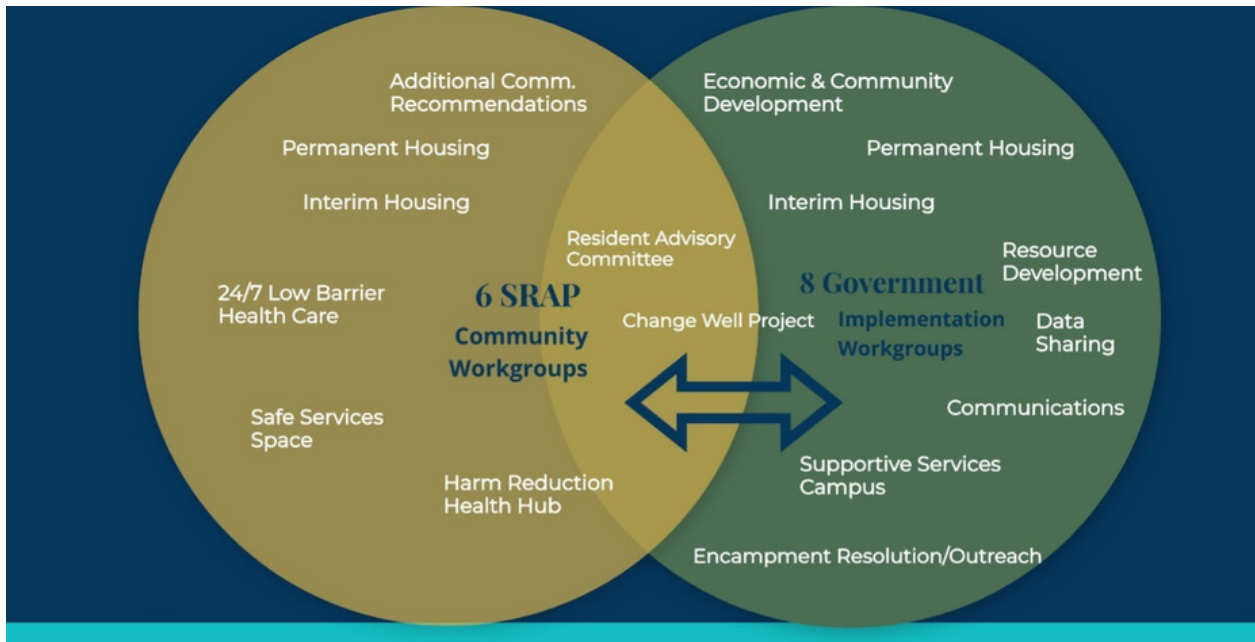 Additional Comm.
Recommendations
Permanent Housing
Interim Housing
24/7 Low Barrier
Health Care
6 SRAP
Community
Workgroups
Safe Services
Space
Harm Reduction
Health Hub
Resident Advisory
Committee
Change Well Project
Economic & Community
Development
Permanent Housing
Interim Housing
Resource
Development
8 Government
Implementation
Workgroups
Data
Sharing
Communications
Supportive Services
Campus
Encampment Resolution/Outreach